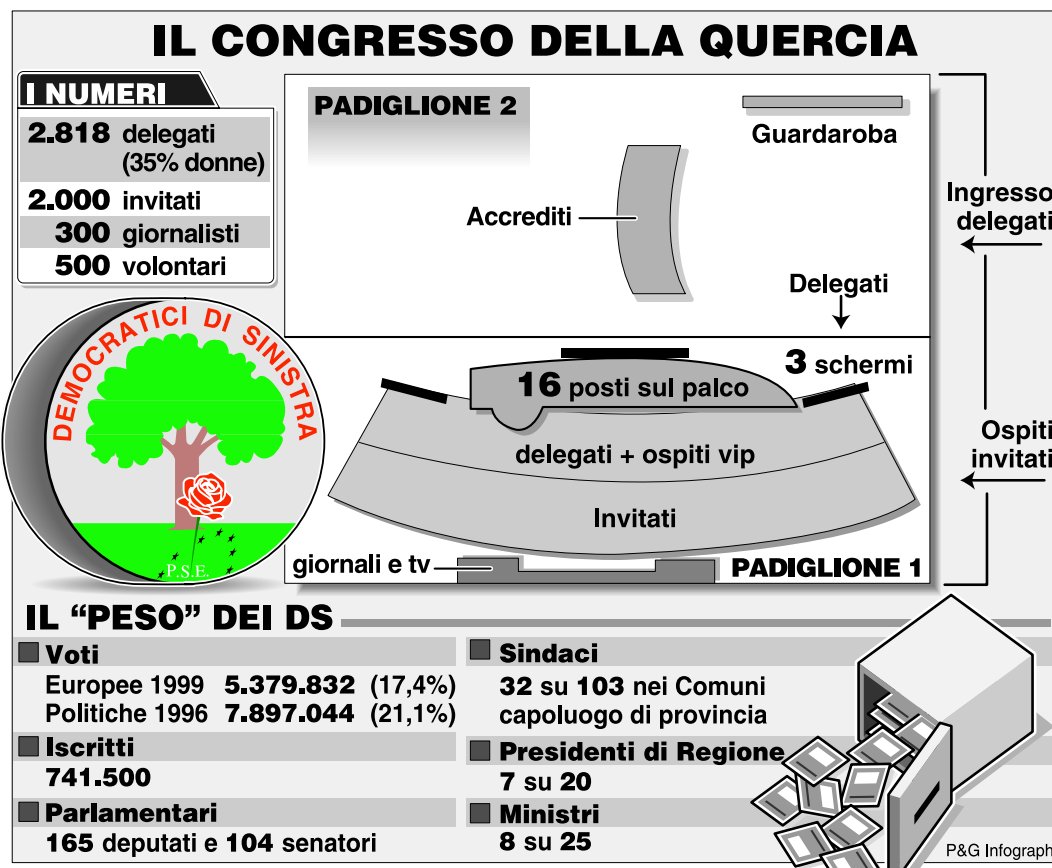 IL CONGRESSO DELLA QUERCIA
I NUMERI
2.818 delegati
(35% donne)
2.000 invitati
300 giornalisti
500 volontari
PADIGLIONE 2
Guardaroba
Accrediti
Delegati
Ingresso
delegati
DEMOCRATICI DI SINISTRA
P.S.E.
3 schermi
16 posti sul palco
delegati + ospiti vip
Invitati
Ospiti
invitati
giornali e tv
PADIGLIONE 1
IL “PESO” DEI DS
Voti
Europee 1999 5.379.832 (17,4%)
Politiche 1996 7.897.044 (21,1%)
Iscritti
741.500
Parlamentari
165 deputati e 104 senatori
Sindaci
32 su 103 nei Comuni
capoluogo di provincia
Presidenti di Regione
7 su 20
Ministri
8 su 25
P&G Infograph